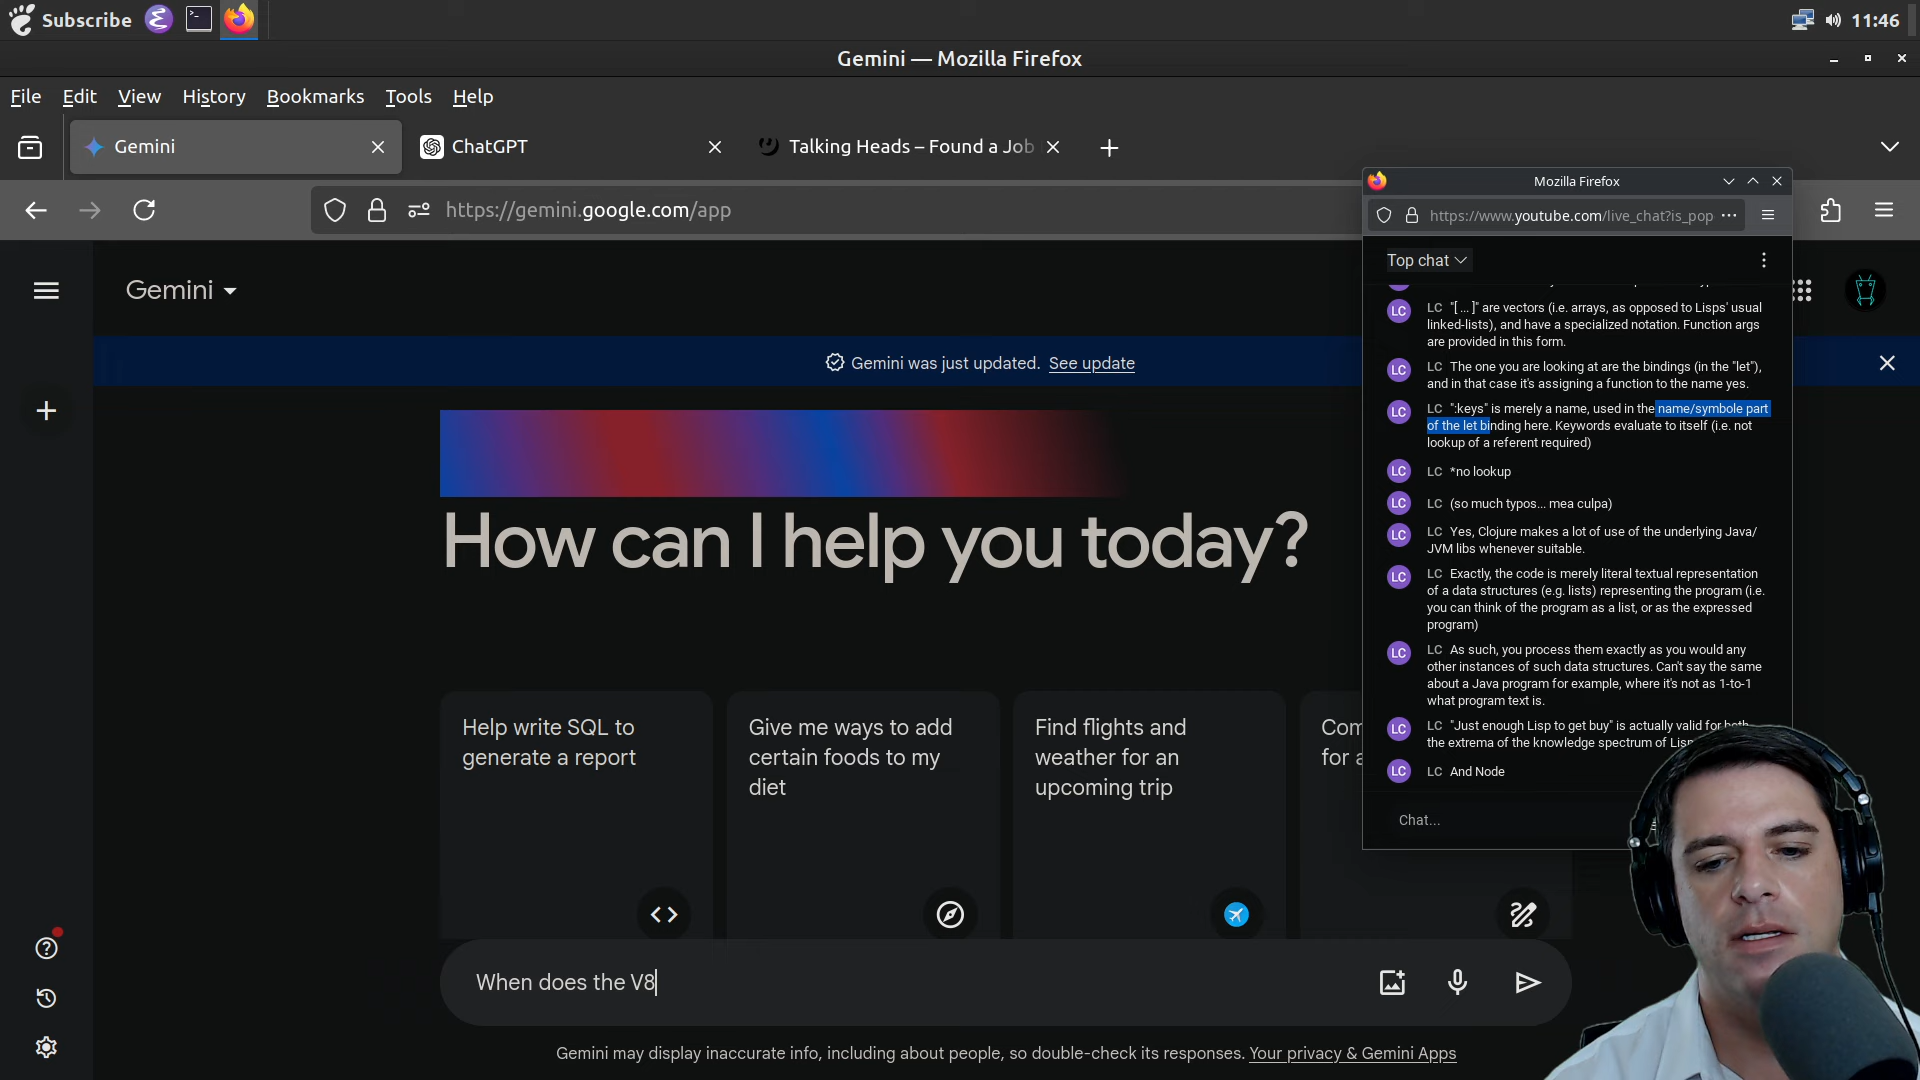 Subscribe
11:46
Gemini — Mozilla Firefox
File Edit View History Bookmarks Tools Help
Gemini
ChatGPT
Talking Heads – Found a Job
https://gemini.google.com/app
Gemini
Gemini was just updated. See update
How can I help you today?
Help write SQL to
generate a report
Give me ways to add
certain foods to my
diet
Find flights and
weather for an
upcoming trip
When does the V8
Gemini may display inaccurate info, including about people, so double-check its responses. Your privacy & Gemini Apps
Mozilla Firefox
https://www.youtube.com/live_chat?is_pop
Top chat
LC LC "[ ... ]" are vectors (i.e. arrays, as opposed to Lisps' usual
linked-lists), and have a specialized notation. Function args
are provided in this form.
LC LC The one you are looking at are the bindings (in the "let"),
and in that case it's assigning a function to the name yes.
LC LC ":keys" is merely a name, used in the name/symbole part
of the let binding here. Keywords evaluate to itself (i.e. not
lookup of a referent required)
LC LC *no lookup
LC LC (so much typos... mea culpa)
LC LC Yes, Clojure makes a lot of use of the underlying Java/
JVM libs whenever suitable.
LC LC Exactly, the code is merely literal textual representation
of a data structures (e.g. lists) representing the program (i.e.
you can think of the program as a list, or as the expressed
program)
LC LC As such, you process them exactly as you would any
other instances of such data structures. Can't say the same
about a Java program for example, where it's not as 1-to-1
what program text is.
LC LC "Just enough Lisp to get buy" is actually valid for both
the extrema of the knowledge spectrum of
LC LC And Node
Chat...